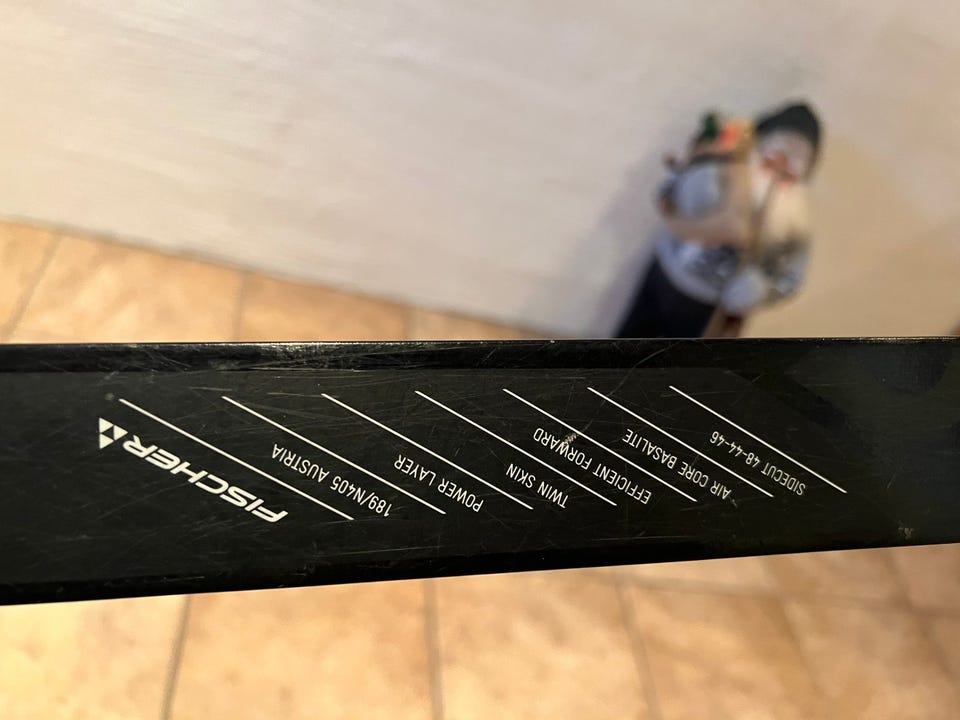 FISCHER
189/N405 AUSTRIA
POWER LAYER
TWIN SKIN
EFFICIENT FORWARD
AIR CORE BASALITE
SIDECUT 48-44-46